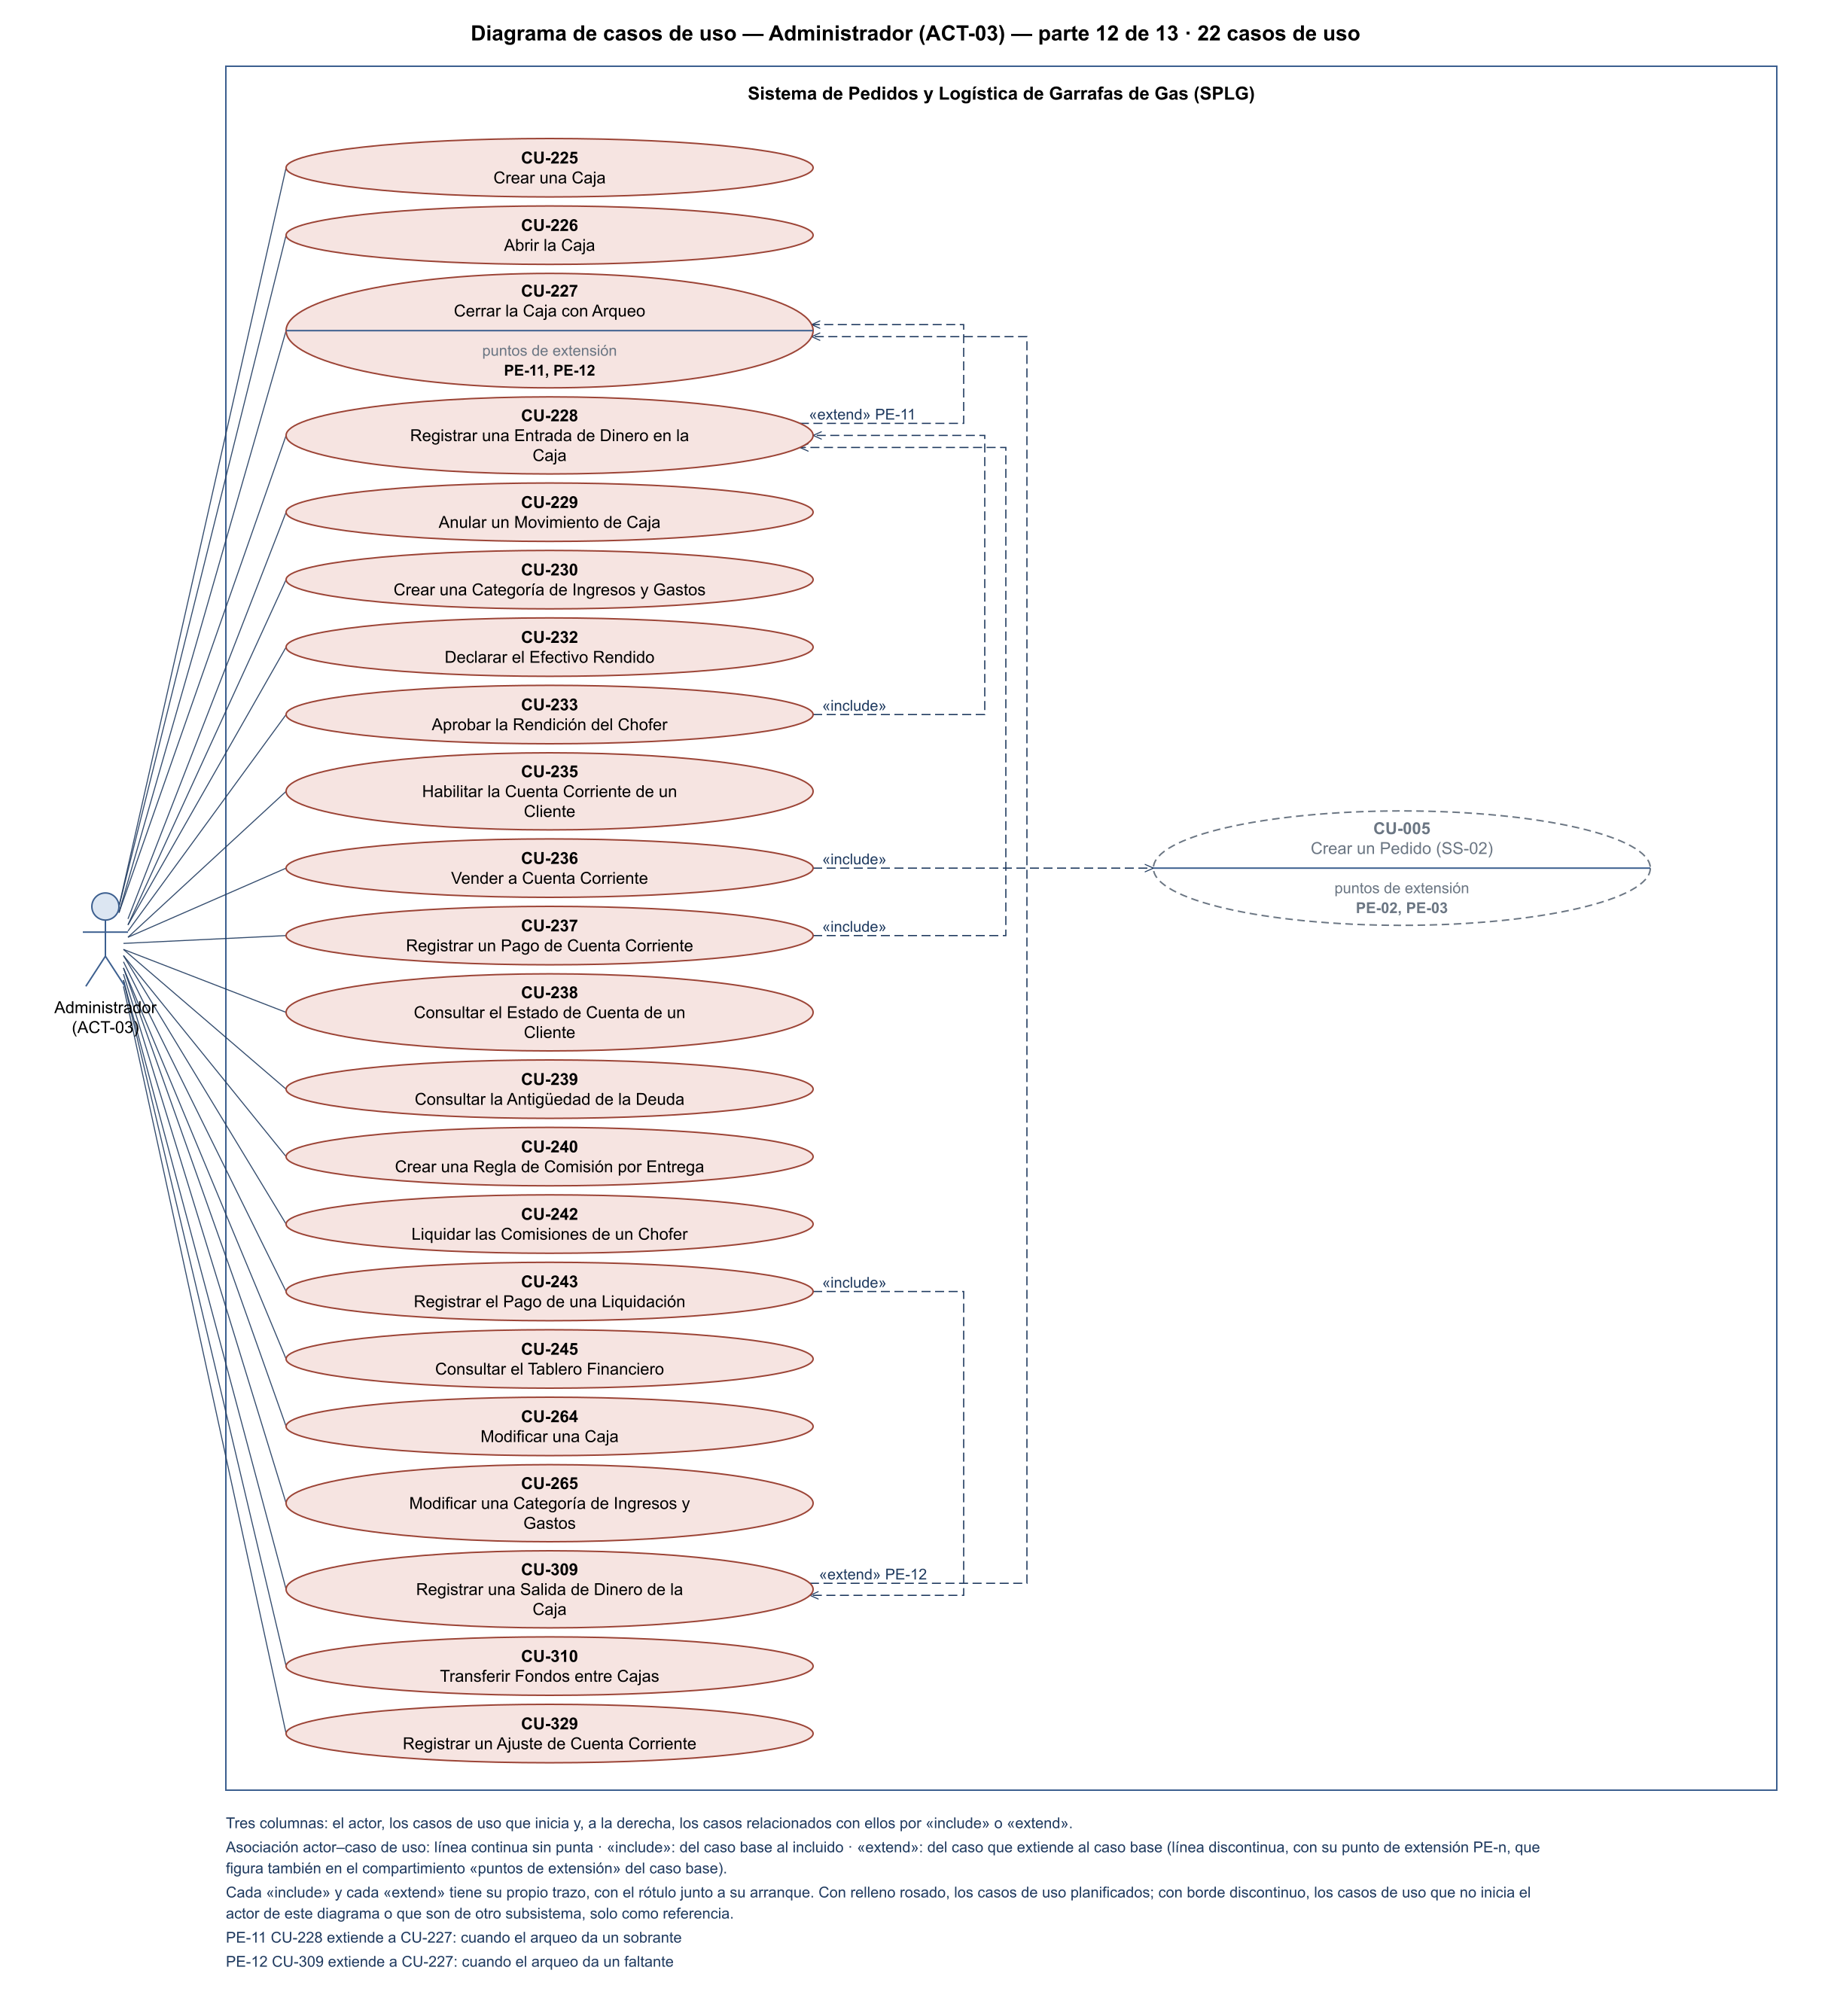 Diagrama de casos de uso — Administrador (ACT-03) — parte 12 de 13 · 22 casos de uso
Sistema de Pedidos y Logística de Garrafas de Gas (SPLG)
CU-225
Crear una Caja
CU-226
Abrir la Caja
CU-227
Cerrar la Caja con Arqueo
puntos de extensión
PE-11, PE-12
CU-228
«extend» PE-11
Registrar una Entrada de Dinero en la
Caja
CU-229
Anular un Movimiento de Caja
CU-230
Crear una Categoría de Ingresos y Gastos
CU-232
Declarar el Efectivo Rendido
CU-233
«include»
Aprobar la Rendición del Chofer
CU-235
Habilitar la Cuenta Corriente de un
Cliente
CU-005
Crear un Pedido (SS-02)
puntos de extensión
PE-02, PE-03
CU-236
«include»
Vender a Cuenta Corriente
CU-237
«include»
Registrar un Pago de Cuenta Corriente
Administrador
(ACT-03)
CU-238
Consultar el Estado de Cuenta de un
Cliente
CU-239
Consultar la Antigüedad de la Deuda
CU-240
Crear una Regla de Comisión por Entrega
CU-242
Liquidar las Comisiones de un Chofer
CU-243
«include»
Registrar el Pago de una Liquidación
CU-245
Consultar el Tablero Financiero
CU-264
Modificar una Caja
CU-265
Modificar una Categoría de Ingresos y
Gastos
CU-309
«extend» PE-12
Registrar una Salida de Dinero de la
Caja
CU-310
Transferir Fondos entre Cajas
CU-329
Registrar un Ajuste de Cuenta Corriente
Tres columnas: el actor, los casos de uso que inicia y, a la derecha, los casos relacionados con ellos por «include» o «extend».
Asociación actor–caso de uso: línea continua sin punta · «include»: del caso base al incluido · «extend»: del caso que extiende al caso base (línea discontinua, con su punto de extensión PE-n, que
figura también en el compartimiento «puntos de extensión» del caso base).
Cada «include» y cada «extend» tiene su propio trazo, con el rótulo junto a su arranque. Con relleno rosado, los casos de uso planificados; con borde discontinuo, los casos de uso que no inicia el
actor de este diagrama o que son de otro subsistema, solo como referencia.
PE-11 CU-228 extiende a CU-227: cuando el arqueo da un sobrante
PE-12 CU-309 extiende a CU-227: cuando el arqueo da un faltante